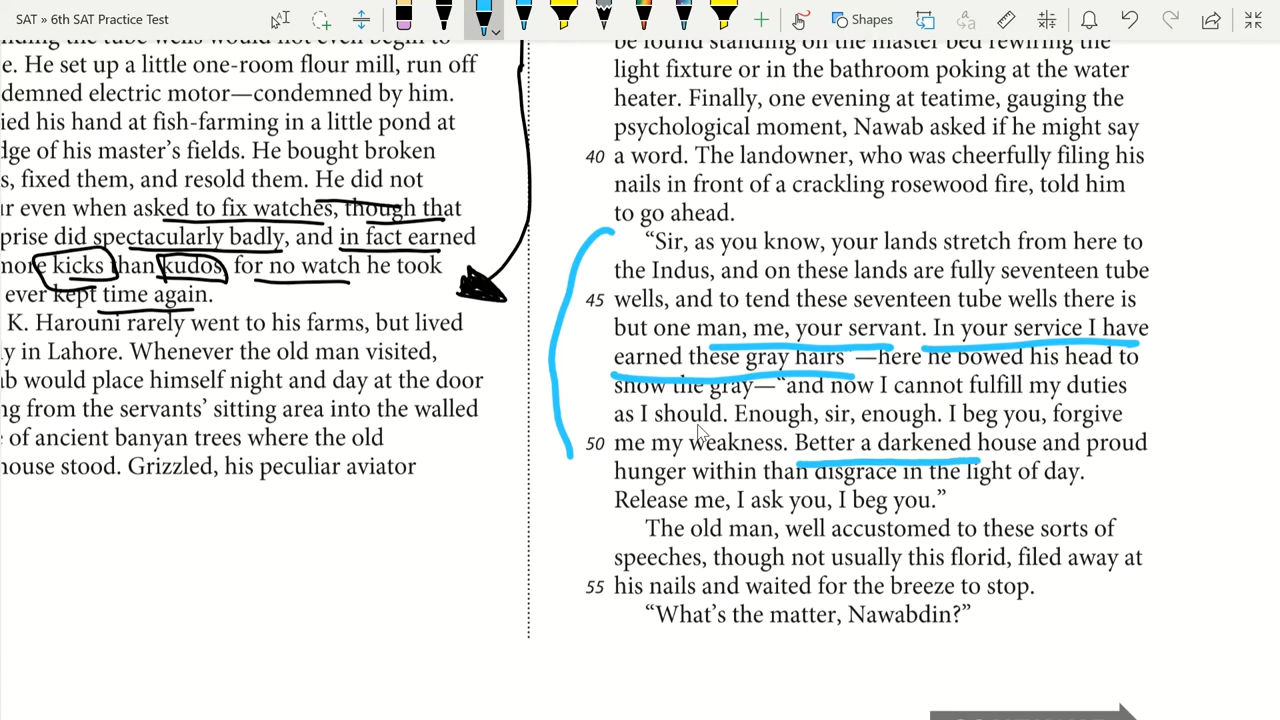 SAT » 6th SAT Practice Test
Shapes
e. He set up a little one-room flour mill, run off
demned electric motor—condemned by him.
ied his hand at fish-farming in a little pond at
dge of his master’s fields. He bought broken
s, fixed them, and resold them. He did not
ur even when asked to fix watches, though that
prise did spectacularly badly, and in fact earned
more kicks than kudos, for no watch he took
ever kept time again.
K. Harouni rarely went to his farms, but lived
y in Lahore. Whenever the old man visited,
ab would place himself night and day at the door
ng from the servants’ sitting area into the walled
of ancient banyan trees where the old
house stood. Grizzled, his peculiar aviator
be found standing on the master bed rewiring the
light fixture or in the bathroom poking at the water
heater. Finally, one evening at teatime, gauging the
psychological moment, Nawab asked if he might say
40 a word. The landowner, who was cheerfully filing his
nails in front of a crackling rosewood fire, told him
to go ahead.
“Sir, as you know, your lands stretch from here to
the Indus, and on these lands are fully seventeen tube
45 wells, and to tend these seventeen tube wells there is
but one man, me, your servant. In your service I have
earned these gray hairs”—here he bowed his head to
show the gray—“and now I cannot fulfill my duties
as I should. Enough, sir, enough. I beg you, forgive
50 me my weakness. Better a darkened house and proud
hunger within than disgrace in the light of day.
Release me, I ask you, I beg you.”
The old man, well accustomed to these sorts of
speeches, though not usually this florid, filed away at
55 his nails and waited for the breeze to stop.
“What’s the matter, Nawabdin?”